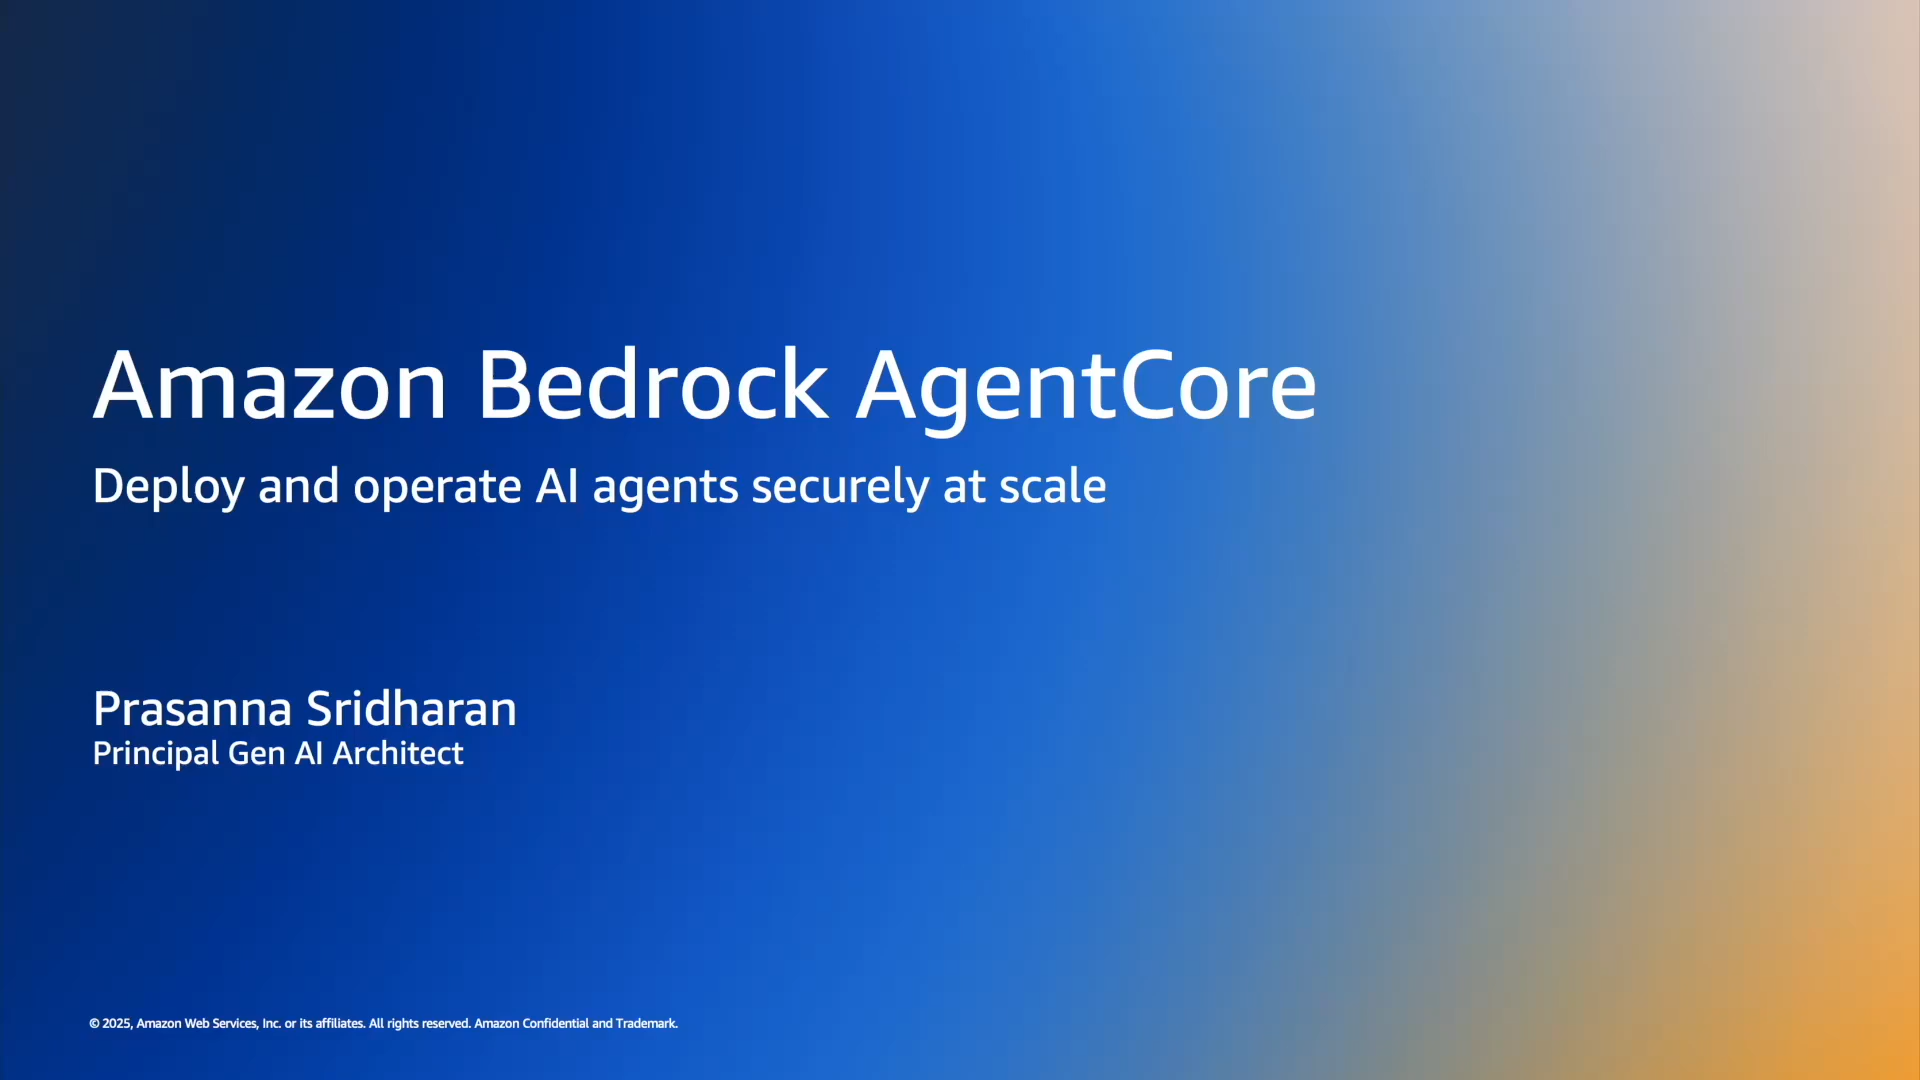 Amazon Bedrock AgentCore
Deploy and operate AI agents securely at scale
Prasanna Sridharan
Principal Gen AI Architect
© 2025, Amazon Web Services, Inc. or its affiliates. All rights reserved. Amazon Confidential and Trademark.